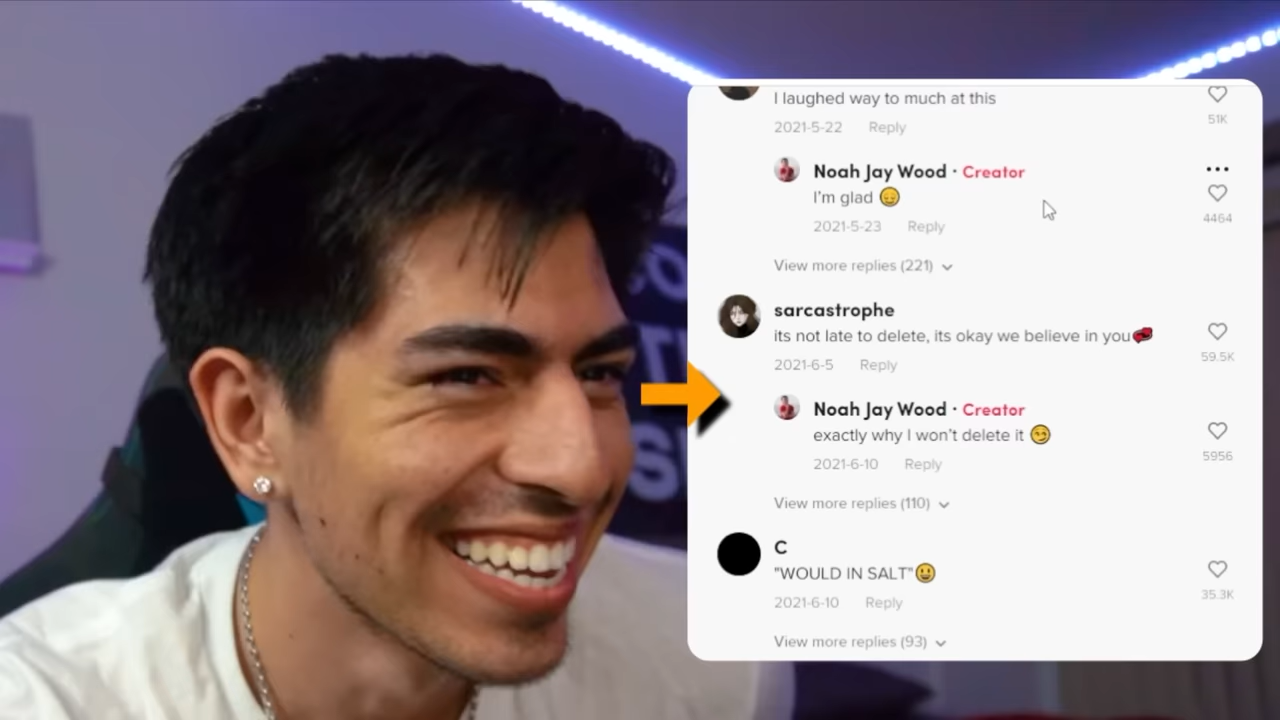 I laughed way to much at this
51K
2021-5-22 Reply
Noah Jay Wood · Creator
I'm glad 😑
4464
2021-5-23 Reply
View more replies (221)
sarcastrophe
its not late to delete, its okay we believe in you
59.5K
2021-6-5 Reply
Noah Jay Wood · Creator
exactly why I won't delete it 😏
5956
2021-6-10 Reply
View more replies (110)
C
"WOULD IN SALT"😀
35.3K
2021-6-10 Reply
View more replies (93)